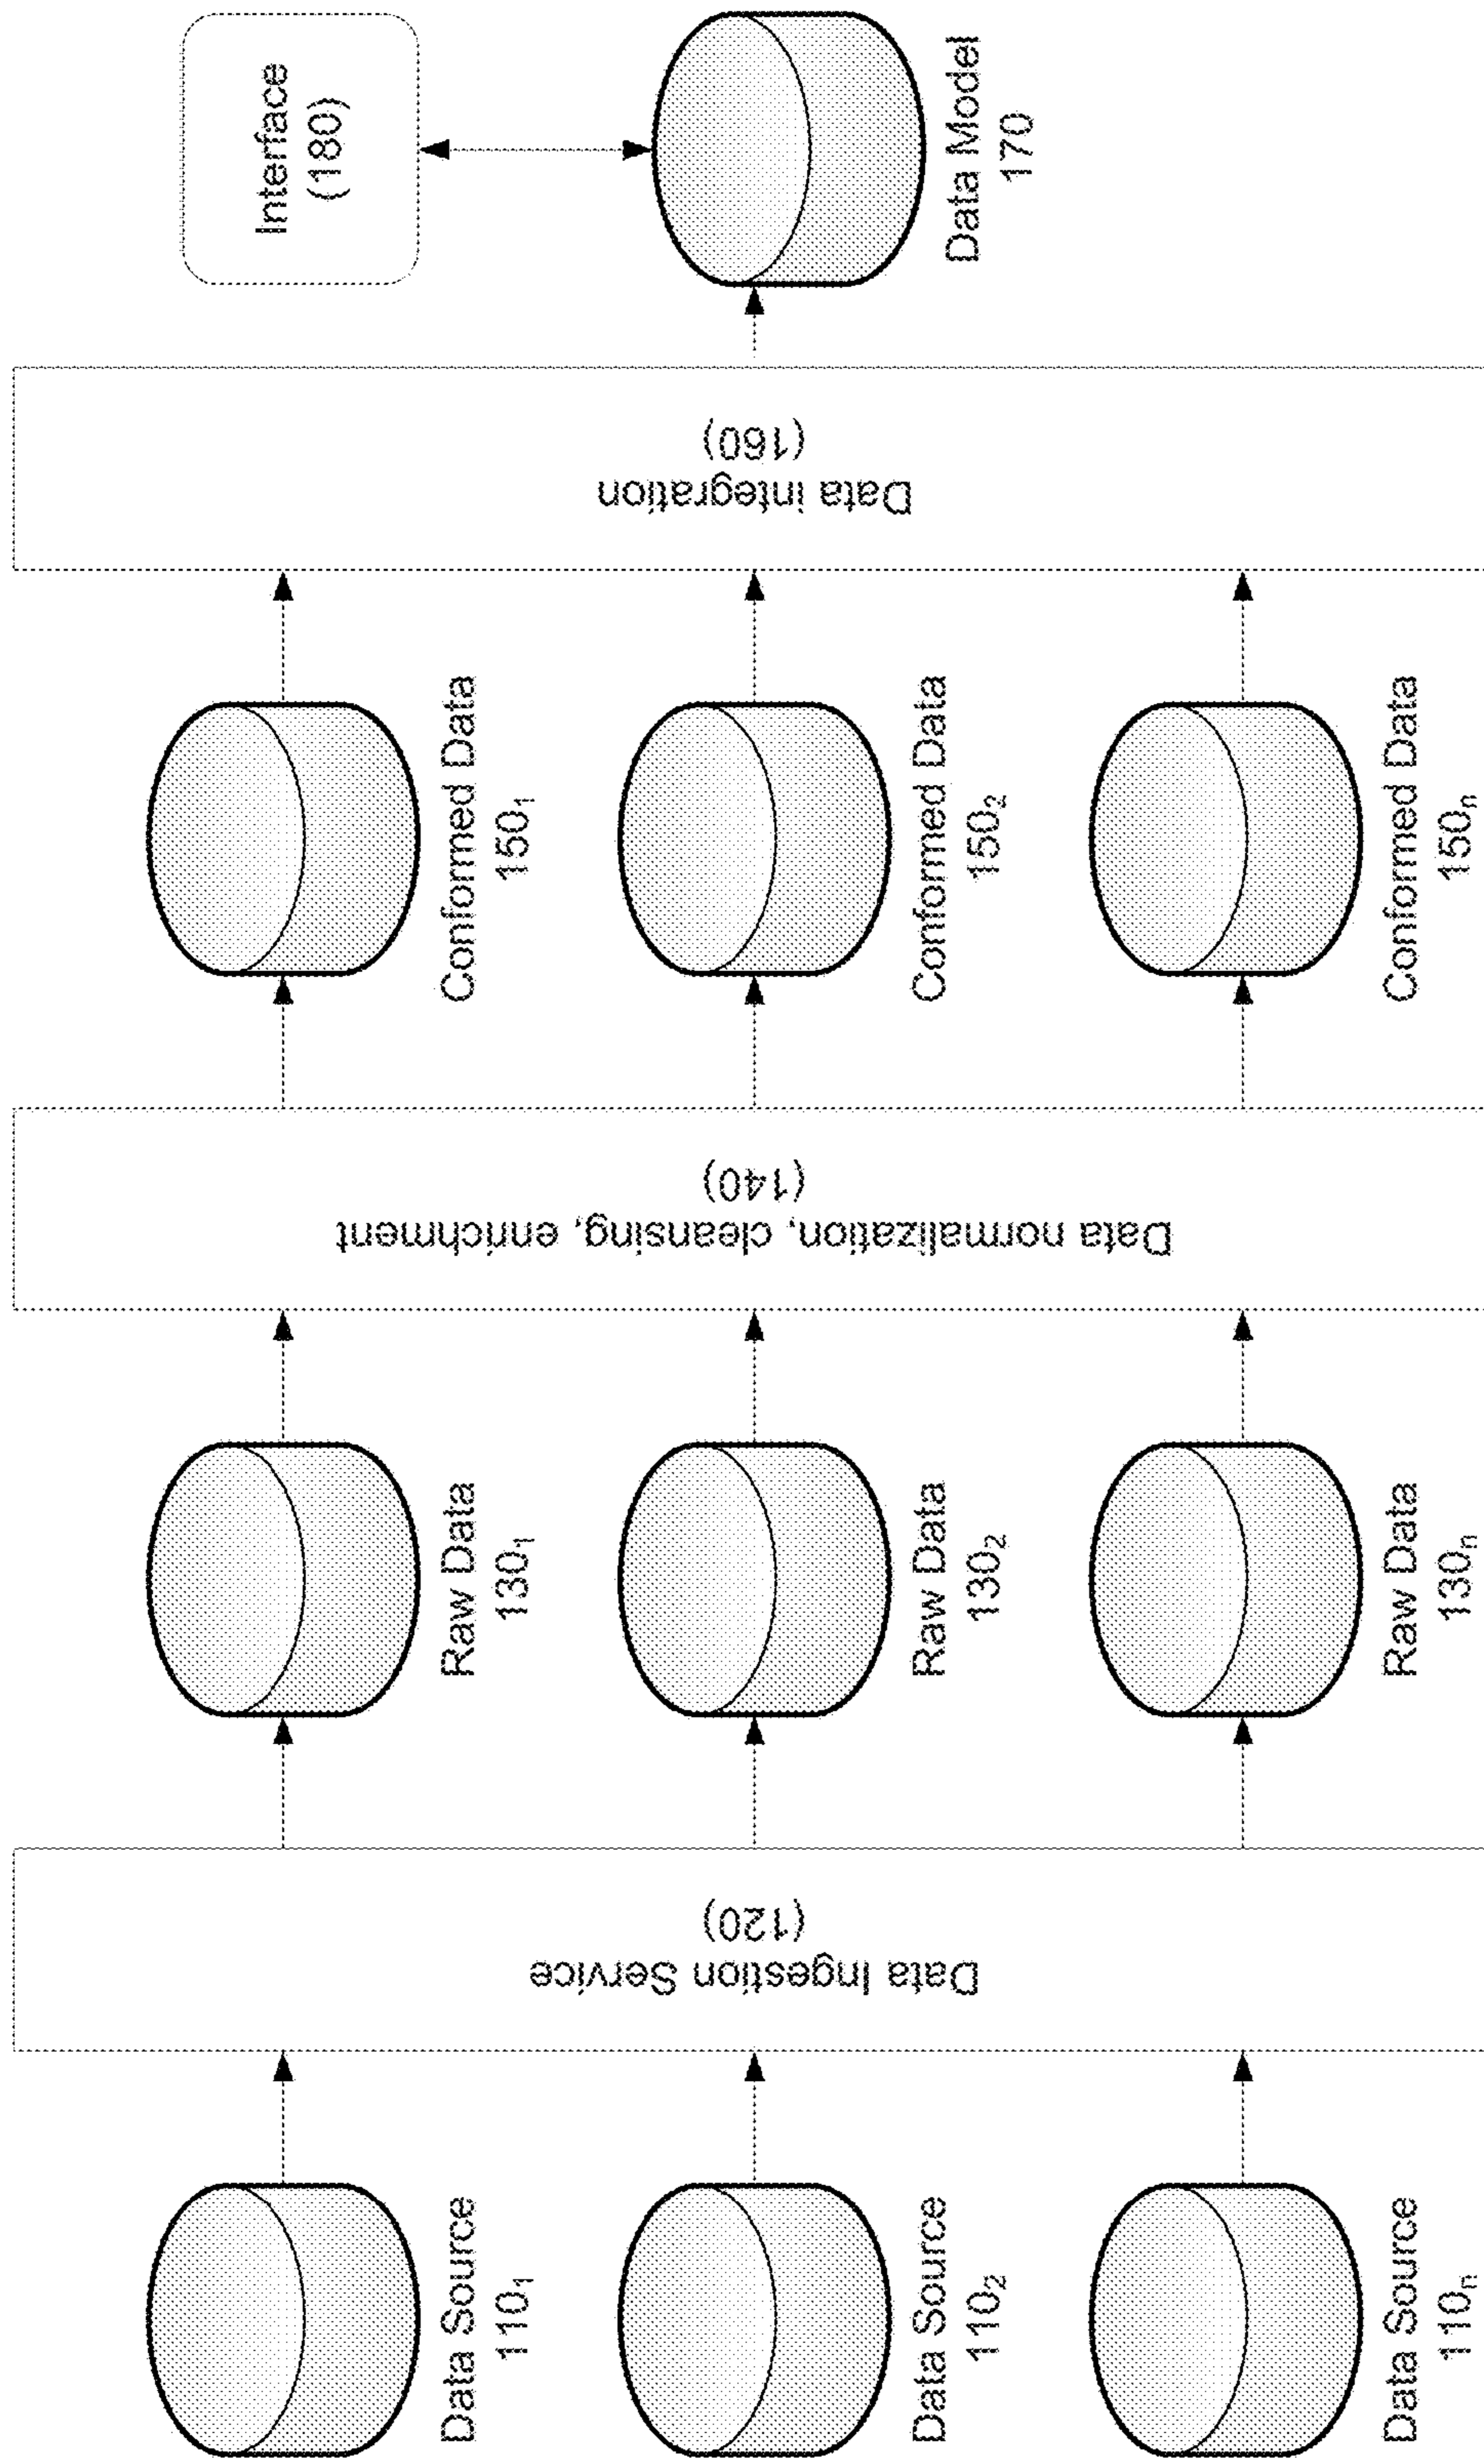 Data Source
110₁
Data Source
110₂
Data Source
110ₙ
Data Ingestion Service
(120)
Raw Data
130₁
Raw Data
130₂
Raw Data
130ₙ
Data normalization, cleansing, enrichment
(140)
Conformed Data
150₁
Conformed Data
150₂
Conformed Data
150ₙ
Data integration
(160)
Interface
(180)
Data Model
170